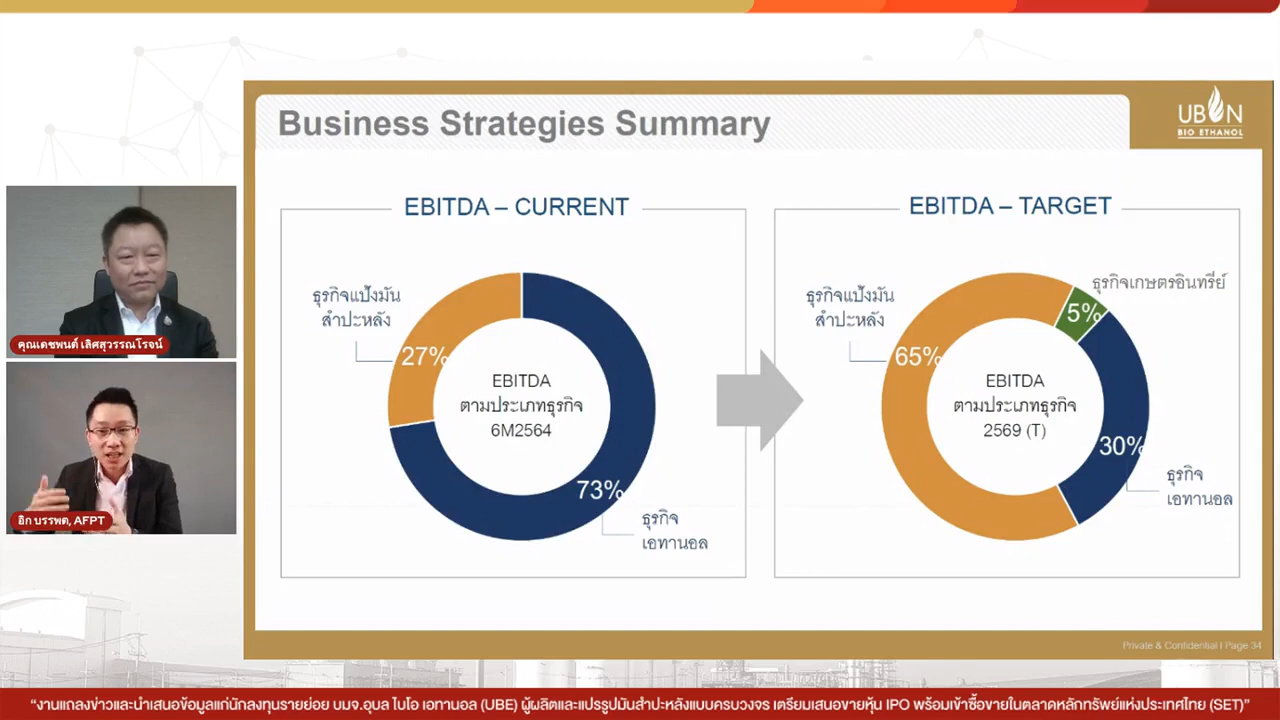 UBON
BIO ETHANOL
Business Strategies Summary
EBITDA – CURRENT
ธุรกิจแป้งมัน
สำปะหลัง
27%
EBITDA
ตามประเภทธุรกิจ
6M2564
73%
ธุรกิจ
เอทานอล
EBITDA – TARGET
ธุรกิจเกษตรอินทรีย์
5%
ธุรกิจแป้งมัน
สำปะหลัง
65%
EBITDA
ตามประเภทธุรกิจ
2569 (T)
30%
ธุรกิจ
เอทานอล
คุณเดชพนต์ เลิศสุวรรณโรจน์
อิก บรรพต, AFPT
Private & Confidential I Page 34
“งานแถลงข่าวและนำเสนอข้อมูลแก่นักลงทุนรายย่อย บมจ.อุบล ไบโอ เอทานอล (UBE) ผู้ผลิตและแปรรูปมันสำปะหลังแบบครบวงจร เตรียมเสนอขายหุ้น IPO พร้อมเข้าซื้อขายในตลาดหลักทรัพย์แห่งประเทศไทย (SET)”